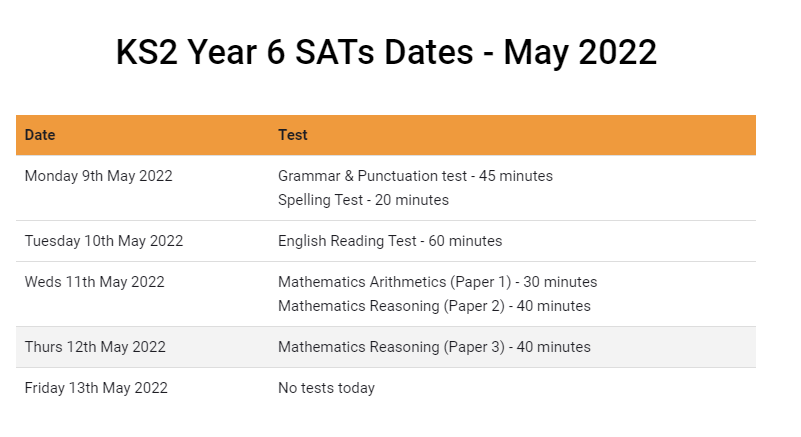 KS2 Year 6 SATs Dates - May 2022
Date Test
Monday 9th May 2022 Grammar & Punctuation test - 45 minutes
Spelling Test - 20 minutes
Tuesday 10th May 2022 English Reading Test - 60 minutes
Weds 11th May 2022 Mathematics Arithmetics (Paper 1) - 30 minutes
Mathematics Reasoning (Paper 2) - 40 minutes
Thurs 12th May 2022 Mathematics Reasoning (Paper 3) - 40 minutes
Friday 13th May 2022 No tests today